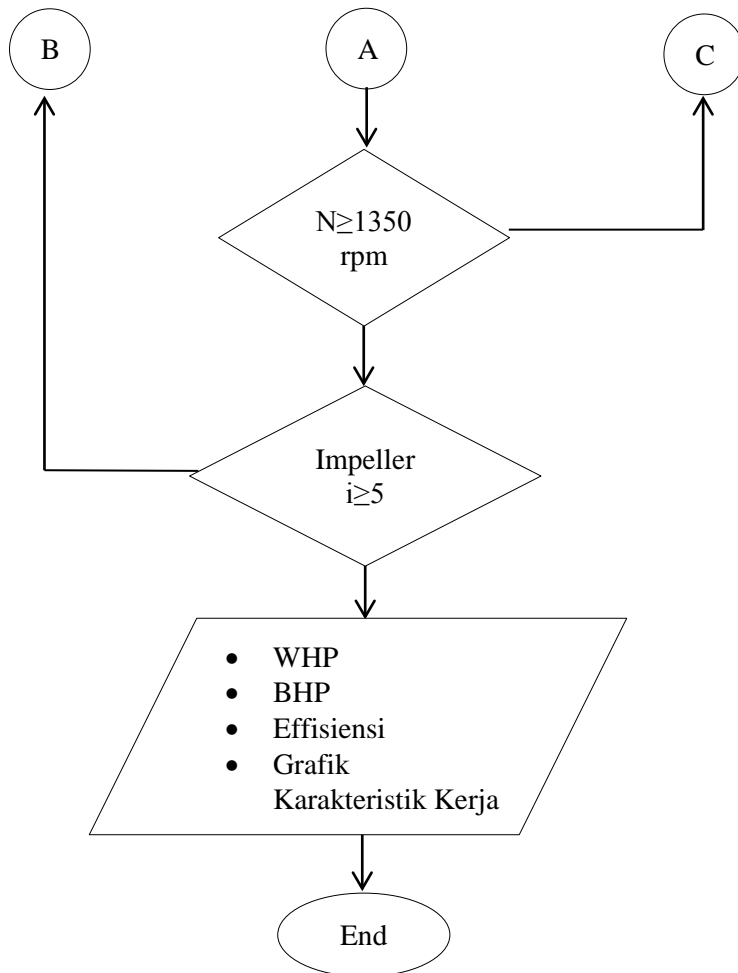 B
A
C
N≥1350
rpm
Impeller
i≥5
• WHP
• BHP
• Effisiensi
• Grafik
Karakteristik Kerja
End